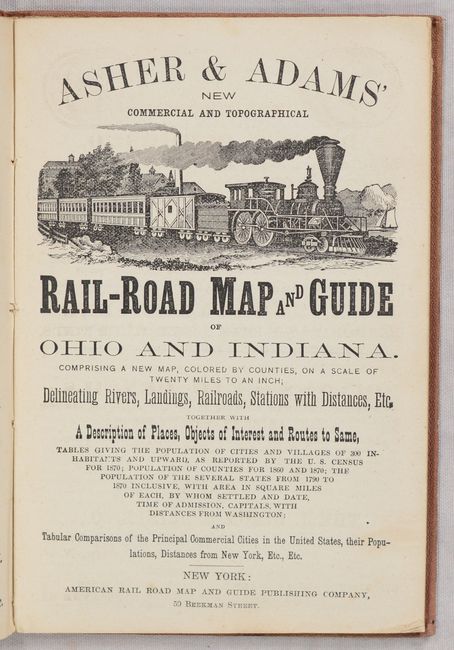 ASHER & ADAMS'
NEW
COMMERCIAL AND TOPOGRAPHICAL
RAIL-ROAD MAP AND GUIDE
OF
OHIO AND INDIANA.
COMPRISING A NEW MAP, COLORED BY COUNTIES, ON A SCALE OF
TWENTY MILES TO AN INCH;
Delineating Rivers, Landings, Railroads, Stations with Distances, Etc.
TOGETHER WITH
A Description of Places, Objects of Interest and Routes to Same,
TABLES GIVING THE POPULATION OF CITIES AND VILLAGES OF 300 IN-
HABITANTS AND UPWARD, AS REPORTED BY THE U. S. CENSUS
FOR 1870; POPULATION OF COUNTIES FOR 1860 AND 1870; THE
POPULATION OF THE SEVERAL STATES FROM 1790 TO
1870 INCLUSIVE, WITH AREA IN SQUARE MILES
OF EACH, BY WHOM SETTLED AND DATE,
TIME OF ADMISSION, CAPITALS, WITH
DISTANCES FROM WASHINGTON;
AND
Tabular Comparisons of the Principal Commercial Cities in the United States, their Popu-
lations, Distances from New York, Etc., Etc.
NEW YORK:
AMERICAN RAIL ROAD MAP AND GUIDE PUBLISHING COMPANY,
59 BEEKMAN STREET.